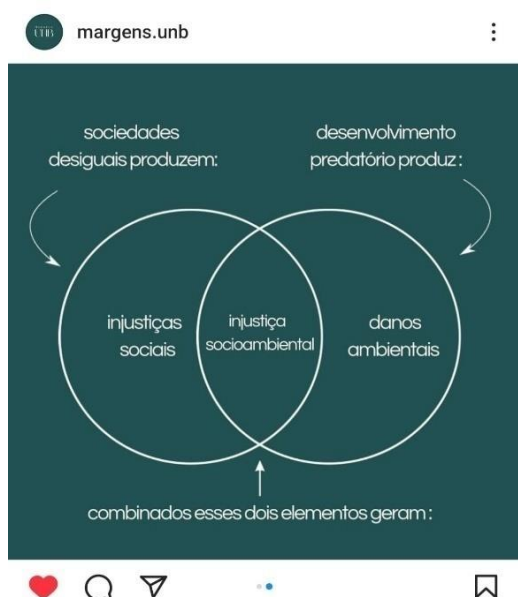 UNB
margens.unb
sociedades
desiguais produzem:
desenvolvimento
predatório produz :
injustiças
sociais
injustiça
socioambiental
danos
ambientais
combinados esses dois elementos geram :